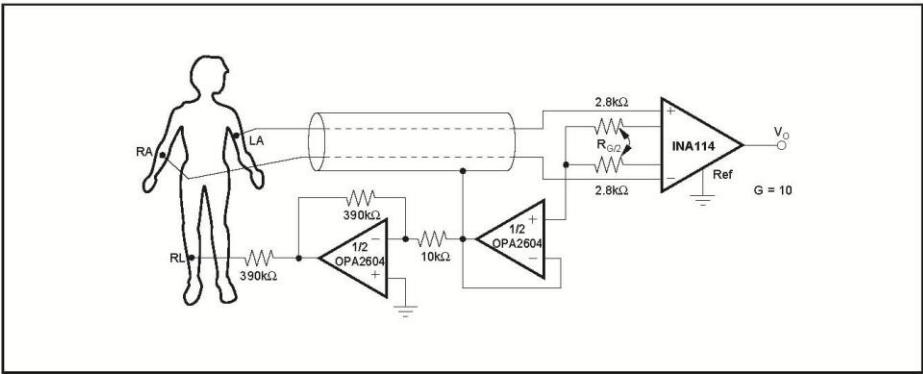 2.8kΩ
+
V_O
LA
RA
R_G/2
INA114
Ref
G = 10
−
2.8kΩ
390kΩ
+
1/2
OPA2604
−
−
1/2
OPA2604
+
10kΩ
RL
390kΩ